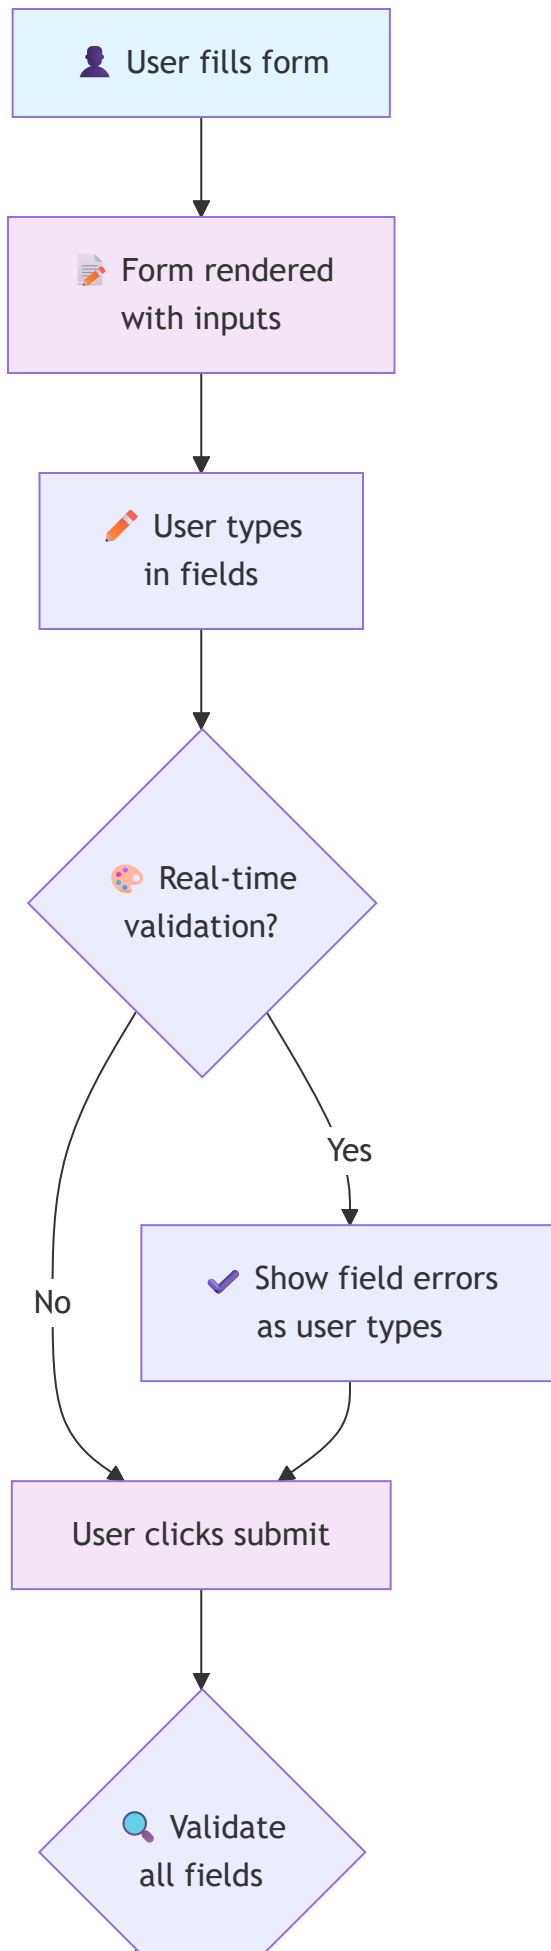 User fills form
Form rendered
with inputs
User types
in fields
Real-time
validation?
Yes
Show field errors
as user types
No
User clicks submit
Validate
all fields